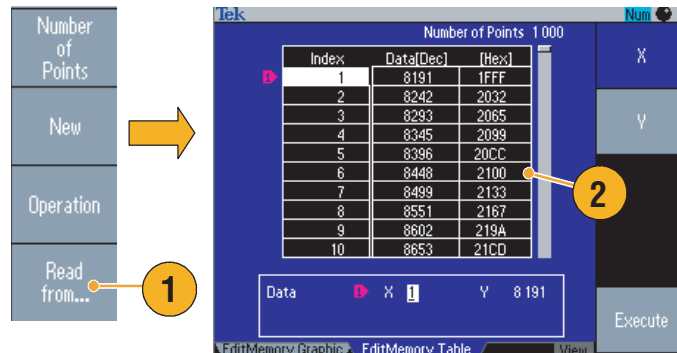 Number
of
Points
New
Operation
Read
from...
1
Tek
Num
Number of Points 1 000
Index Data[Dec] [Hex]
1 1 8191 1FFF
2 8242 2032
3 8293 2065
4 8345 2099
5 8396 20CC
6 8448 2100
7 8499 2133
8 8551 2167
9 8602 219A
10 8653 21CD
2
Data 1 X 1 Y 8 191
EditMemory Graphic EditMemory Table View
X
Y
Execute